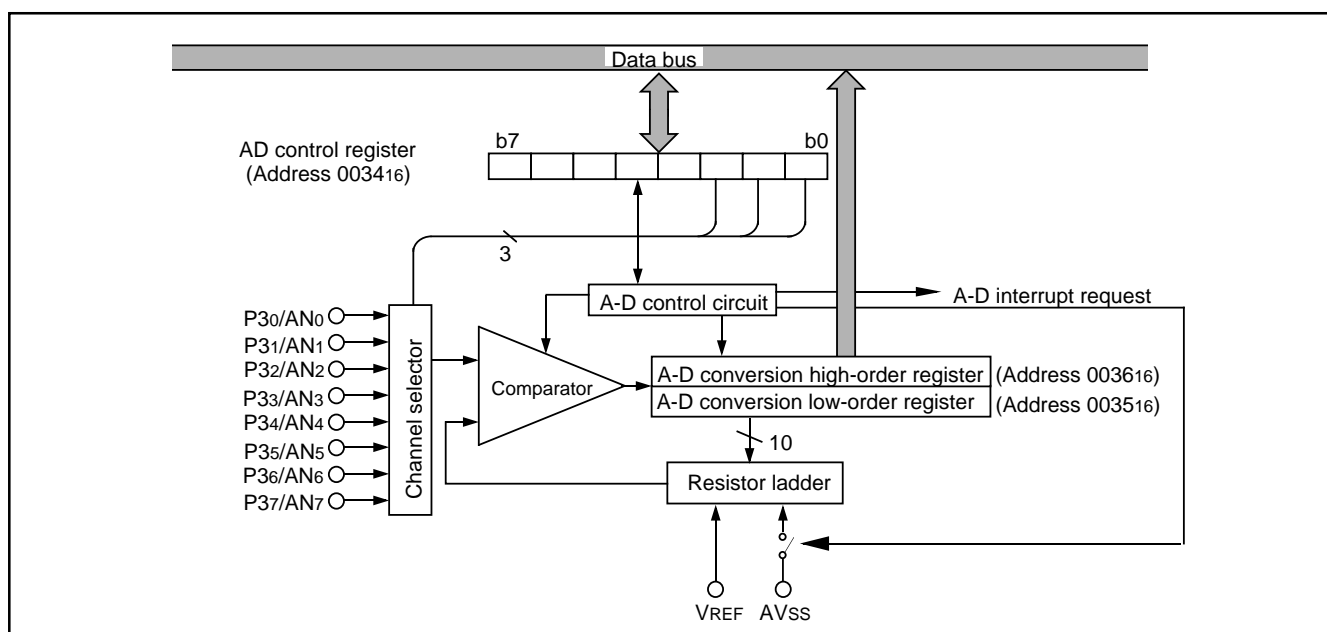 Data bus
b7 b0
AD control register
(Address 003416)
3
A-D control circuit
A-D interrupt request
P30/AN0
P31/AN1
P32/AN2
P33/AN3
P34/AN4
P35/AN5
P36/AN6
P37/AN7
Channel selector
Comparator
A-D conversion high-order register (Address 003616)
A-D conversion low-order register (Address 003516)
10
Resistor ladder
VREF AVSS